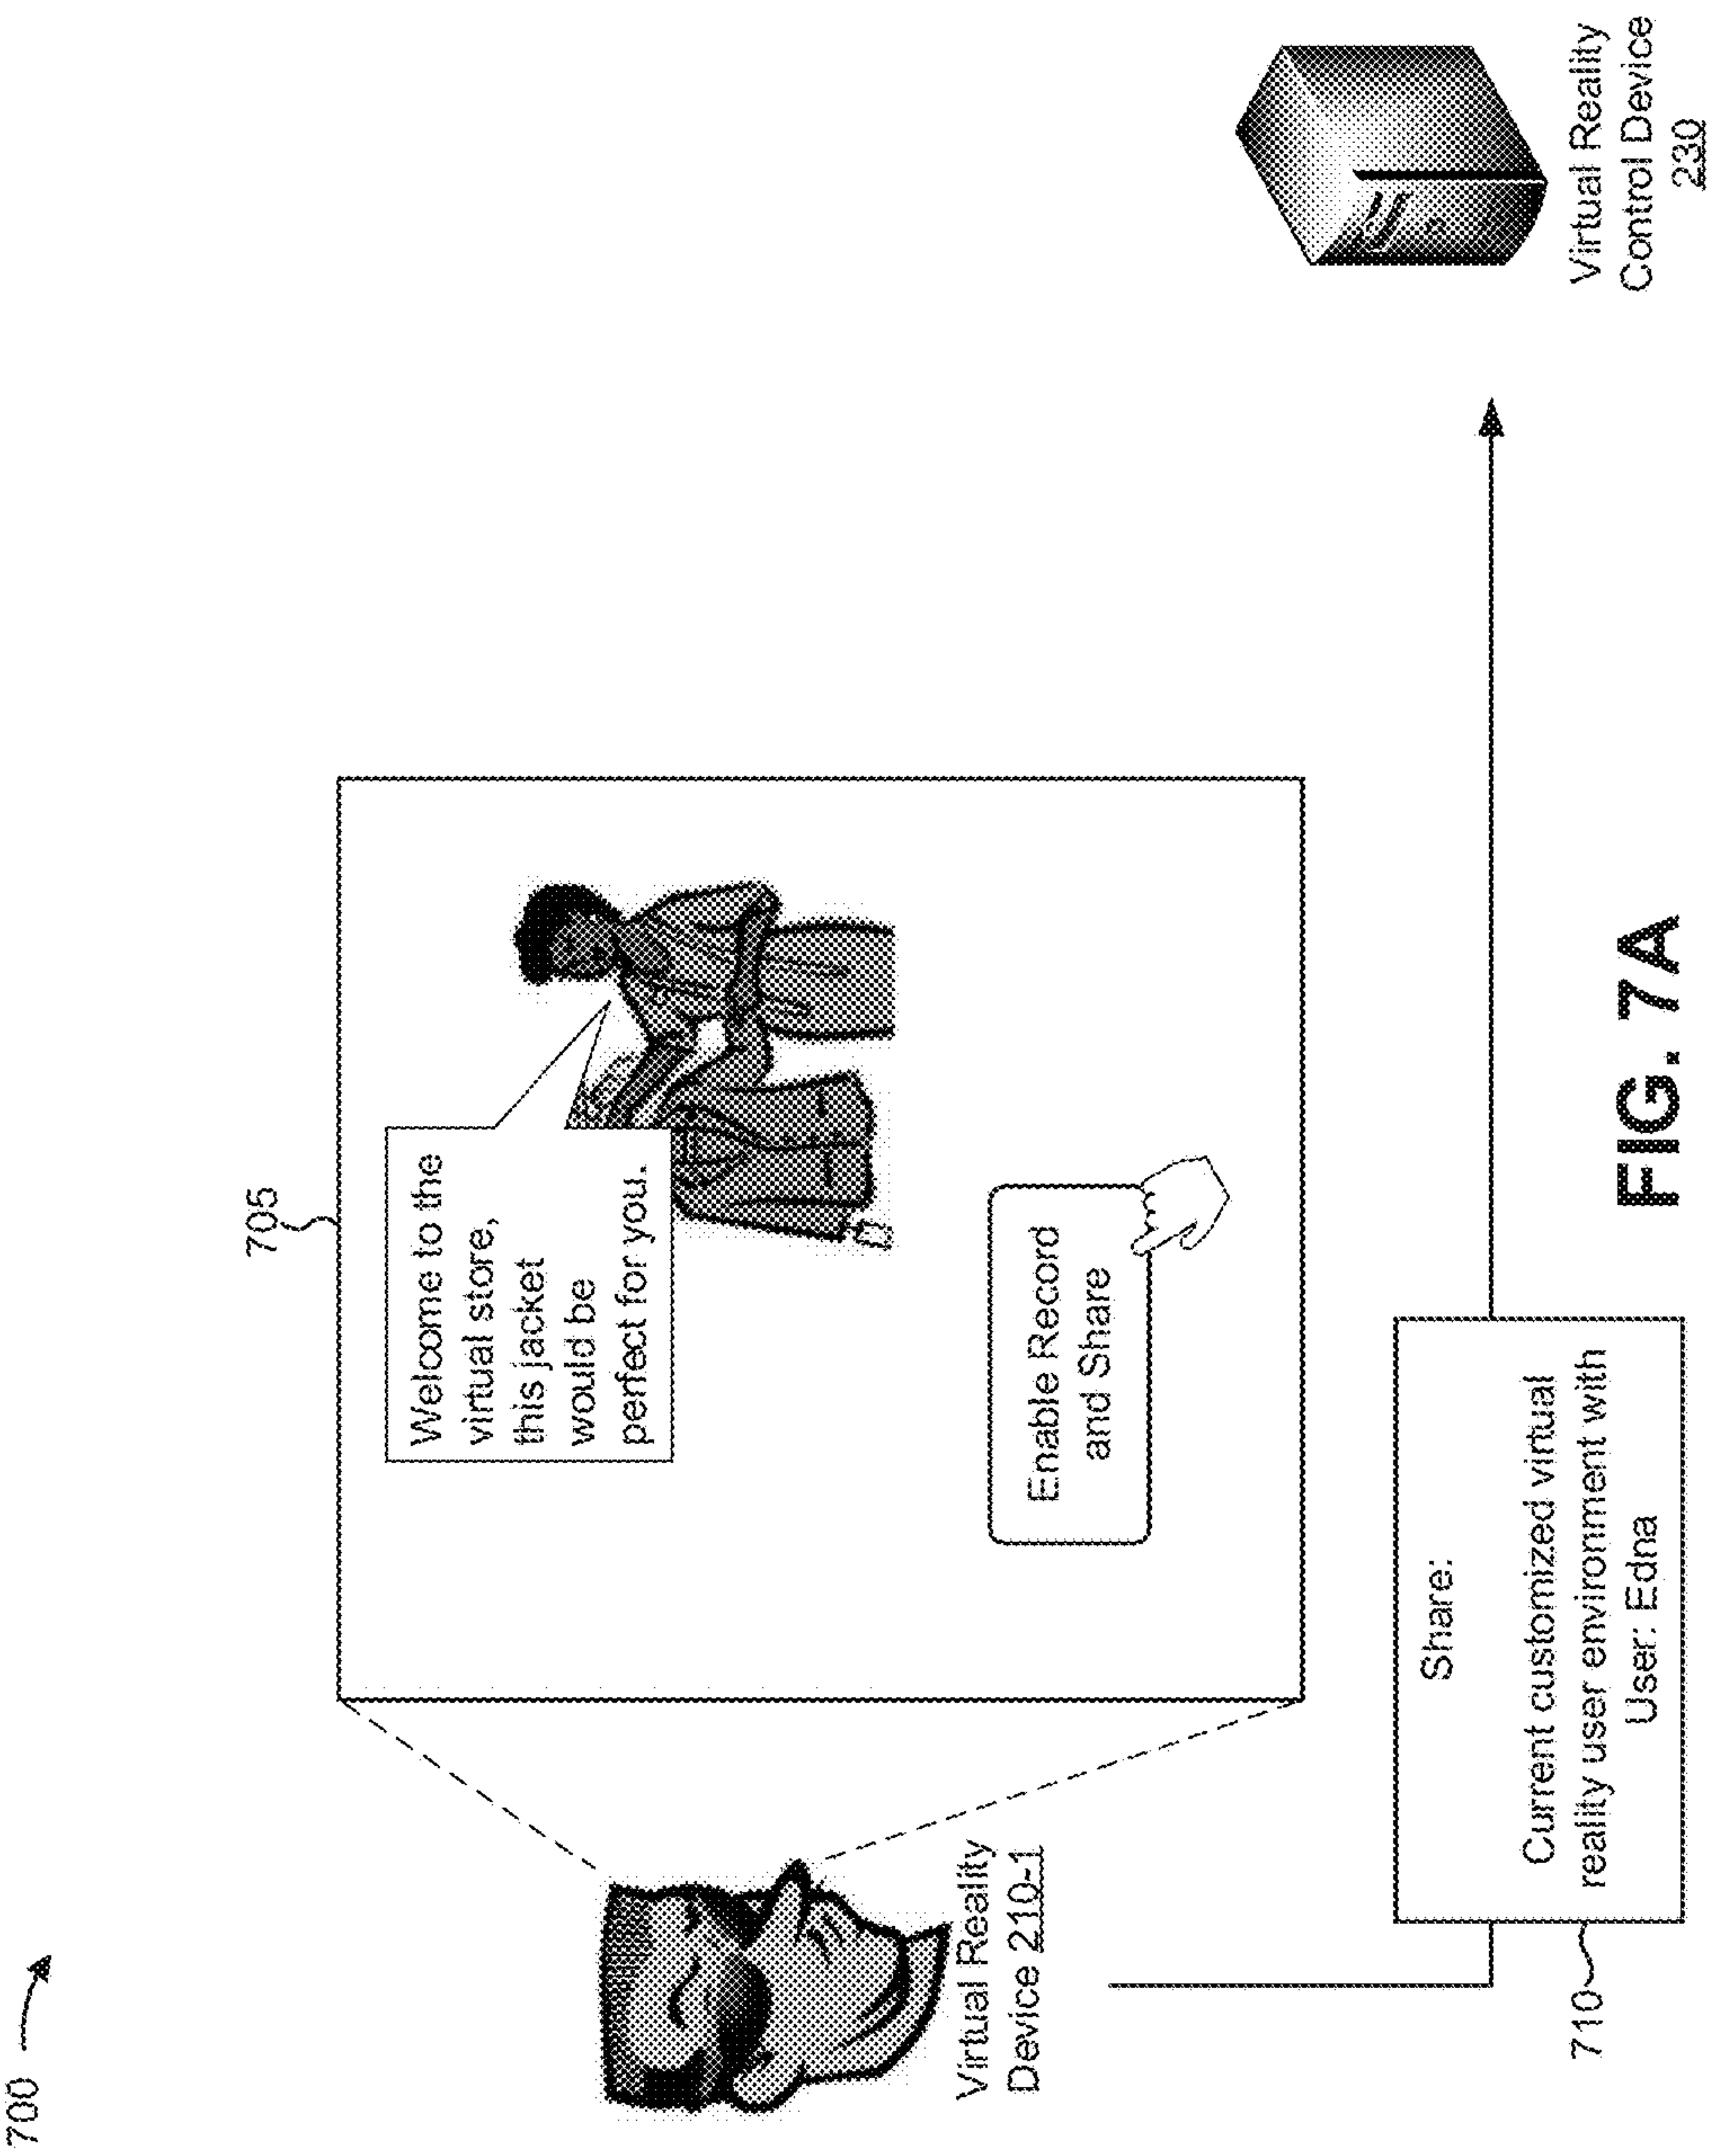 700
705
Welcome to the
virtual store,
this jacket
would be
perfect for you.
Enable Record
and Share
Virtual Reality
Device 210-1
710
Share:
Current customized virtual
reality user environment with
User: Edna
Virtual Reality
Control Device
230
FIG. 7A